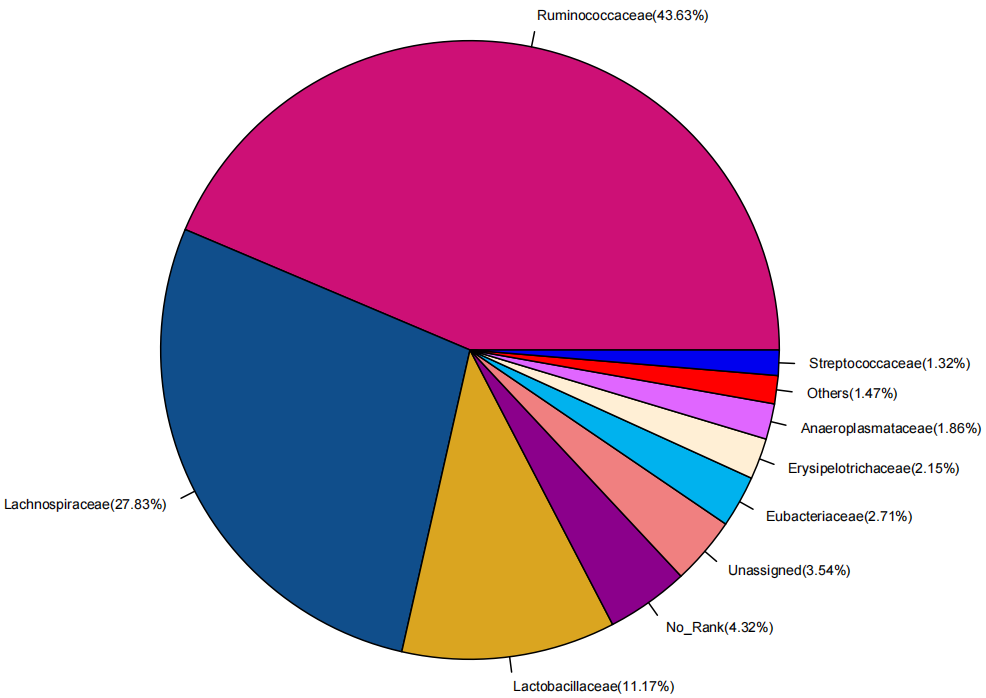 Ruminococcaceae(43.63%)
Streptococcaceae(1.32%)
Others(1.47%)
Anaeroplasmataceae(1.86%)
Erysipelotrichaceae(2.15%)
Lachnospiraceae(27.83%)
Eubacteriaceae(2.71%)
Unassigned(3.54%)
No_Rank(4.32%)
Lactobacillaceae(11.17%)